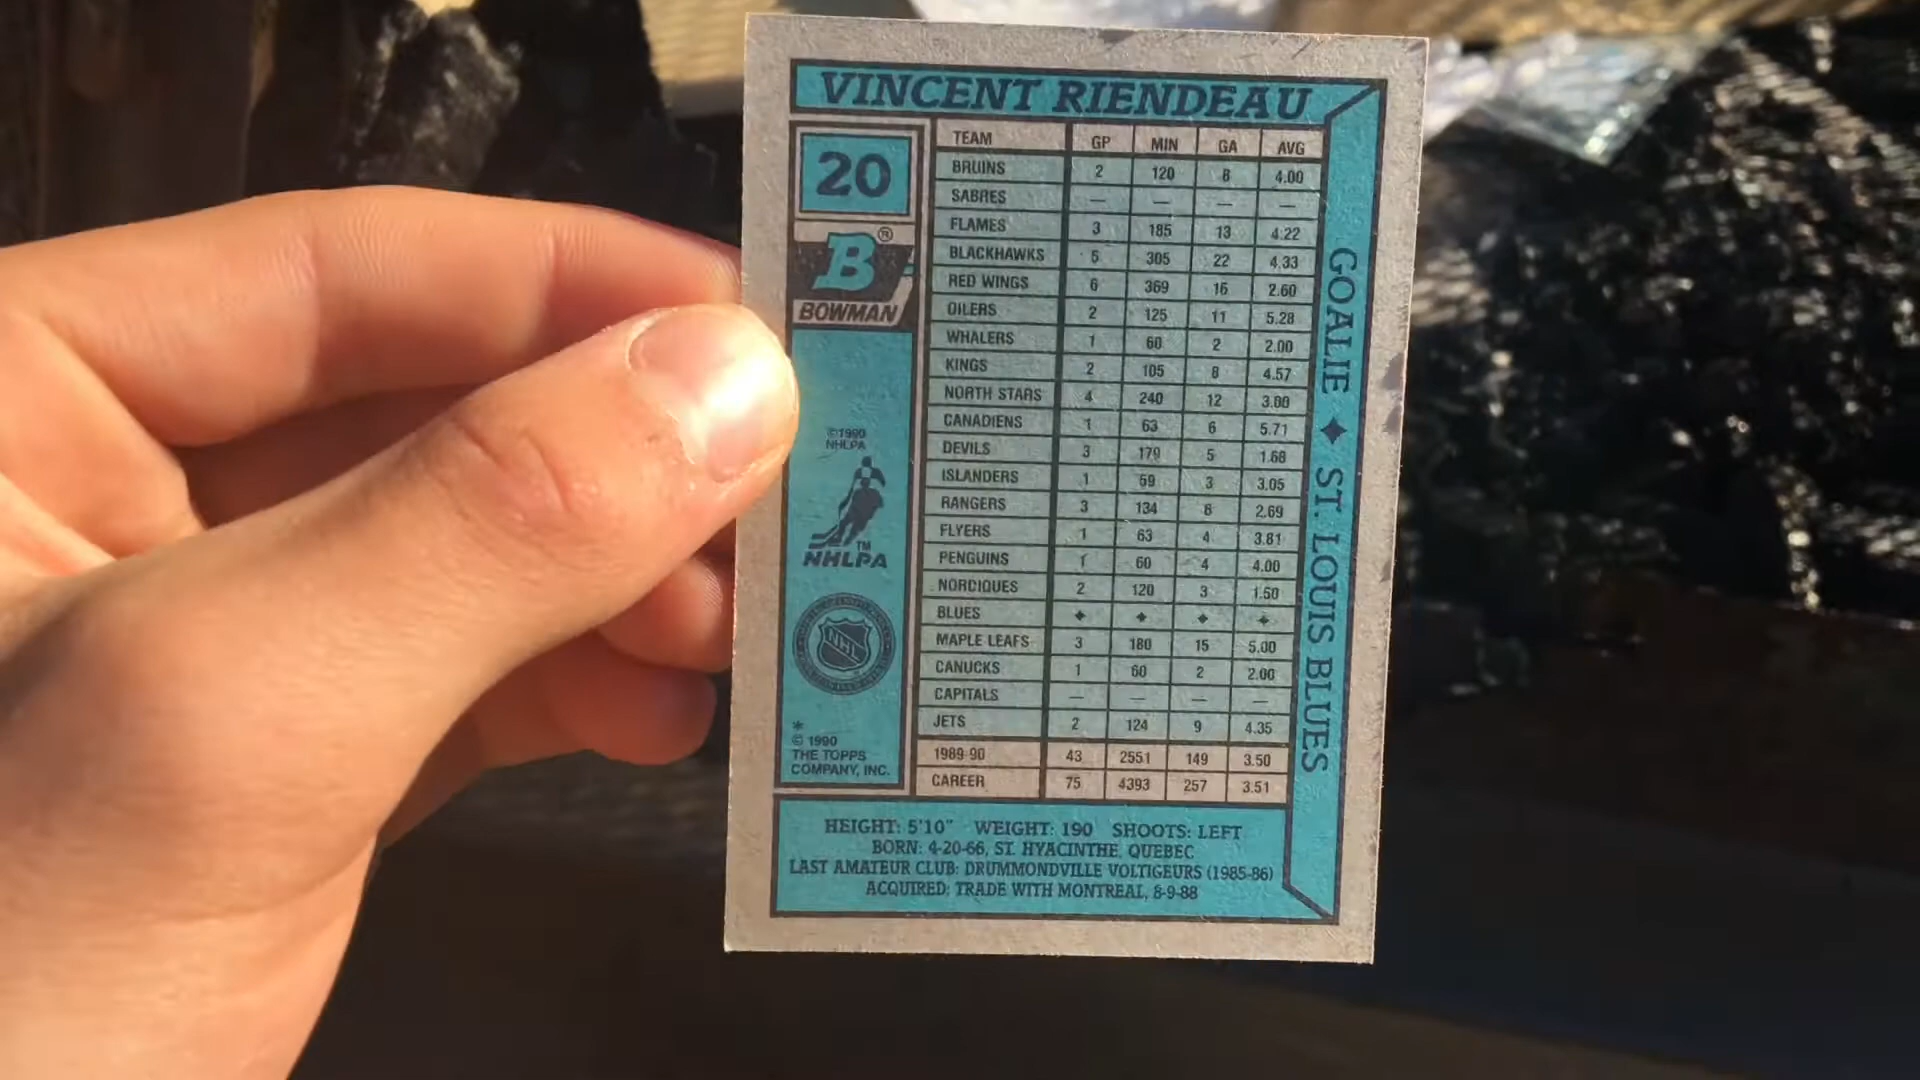 VINCENT RIENDEAU
20
B®
BOWMAN
©1990
NHLPA
TM
NHLPA
NHL
*
© 1990
THE TOPPS
COMPANY, INC.
TEAM GP MIN GA AVG
BRUINS 2 120 8 4.00
SABRES — — — —
FLAMES 3 185 13 4.22
BLACKHAWKS 5 305 22 4.33
RED WINGS 6 369 16 2.60
OILERS 2 125 11 5.28
WHALERS 1 60 2 2.00
KINGS 2 105 8 4.57
NORTH STARS 4 240 12 3.00
CANADIENS 1 63 6 5.71
DEVILS 3 179 5 1.68
ISLANDERS 1 59 3 3.05
RANGERS 3 134 6 2.69
FLYERS 1 63 4 3.81
PENGUINS 1 60 4 4.00
NORDIQUES 2 120 3 1.50
BLUES ✦ ✦ ✦ ✦
MAPLE LEAFS 3 180 15 5.00
CANUCKS 1 60 2 2.00
CAPITALS — — — —
JETS 2 124 9 4.35
1989-90 43 2551 149 3.50
CAREER 75 4393 257 3.51
GOALIE ✦ ST. LOUIS BLUES
HEIGHT: 5'10" WEIGHT: 190 SHOOTS: LEFT
BORN: 4-20-66, ST. HYACINTHE, QUEBEC
LAST AMATEUR CLUB: DRUMMONDVILLE VOLTIGEURS (1985-86)
ACQUIRED: TRADE WITH MONTREAL, 8-9-88